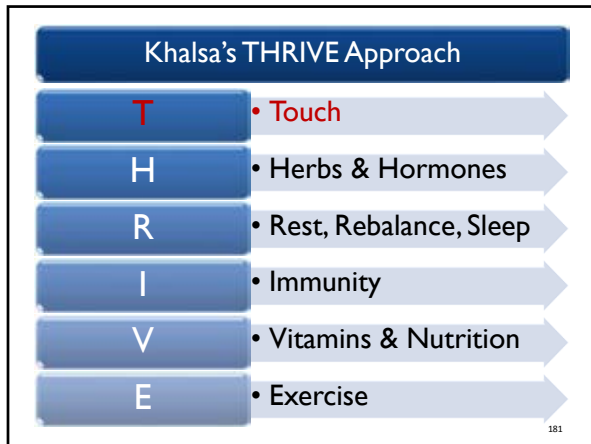 Khalsa's THRIVE Approach
T
• Touch
H
• Herbs & Hormones
R
• Rest, Rebalance, Sleep
I
• Immunity
V
• Vitamins & Nutrition
E
• Exercise
181